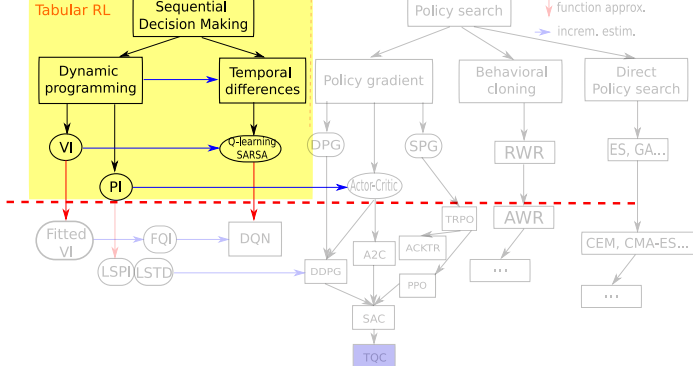 Tabular RL
Sequential
Decision Making
Policy search
function approx.
increm. estim.
Dynamic
programming
Temporal
differences
Policy gradient
Behavioral
cloning
Direct
Policy search
VI
Q-learning
SARSA
DPG
SPG
RWR
ES, GA...
PI
Actor-Critic
TRPO
AWR
Fitted
VI
FQI
DQN
A2C
ACKTR
CEM, CMA-ES...
LSPI
LSTD
DDPG
PPO
...
...
SAC
TQC